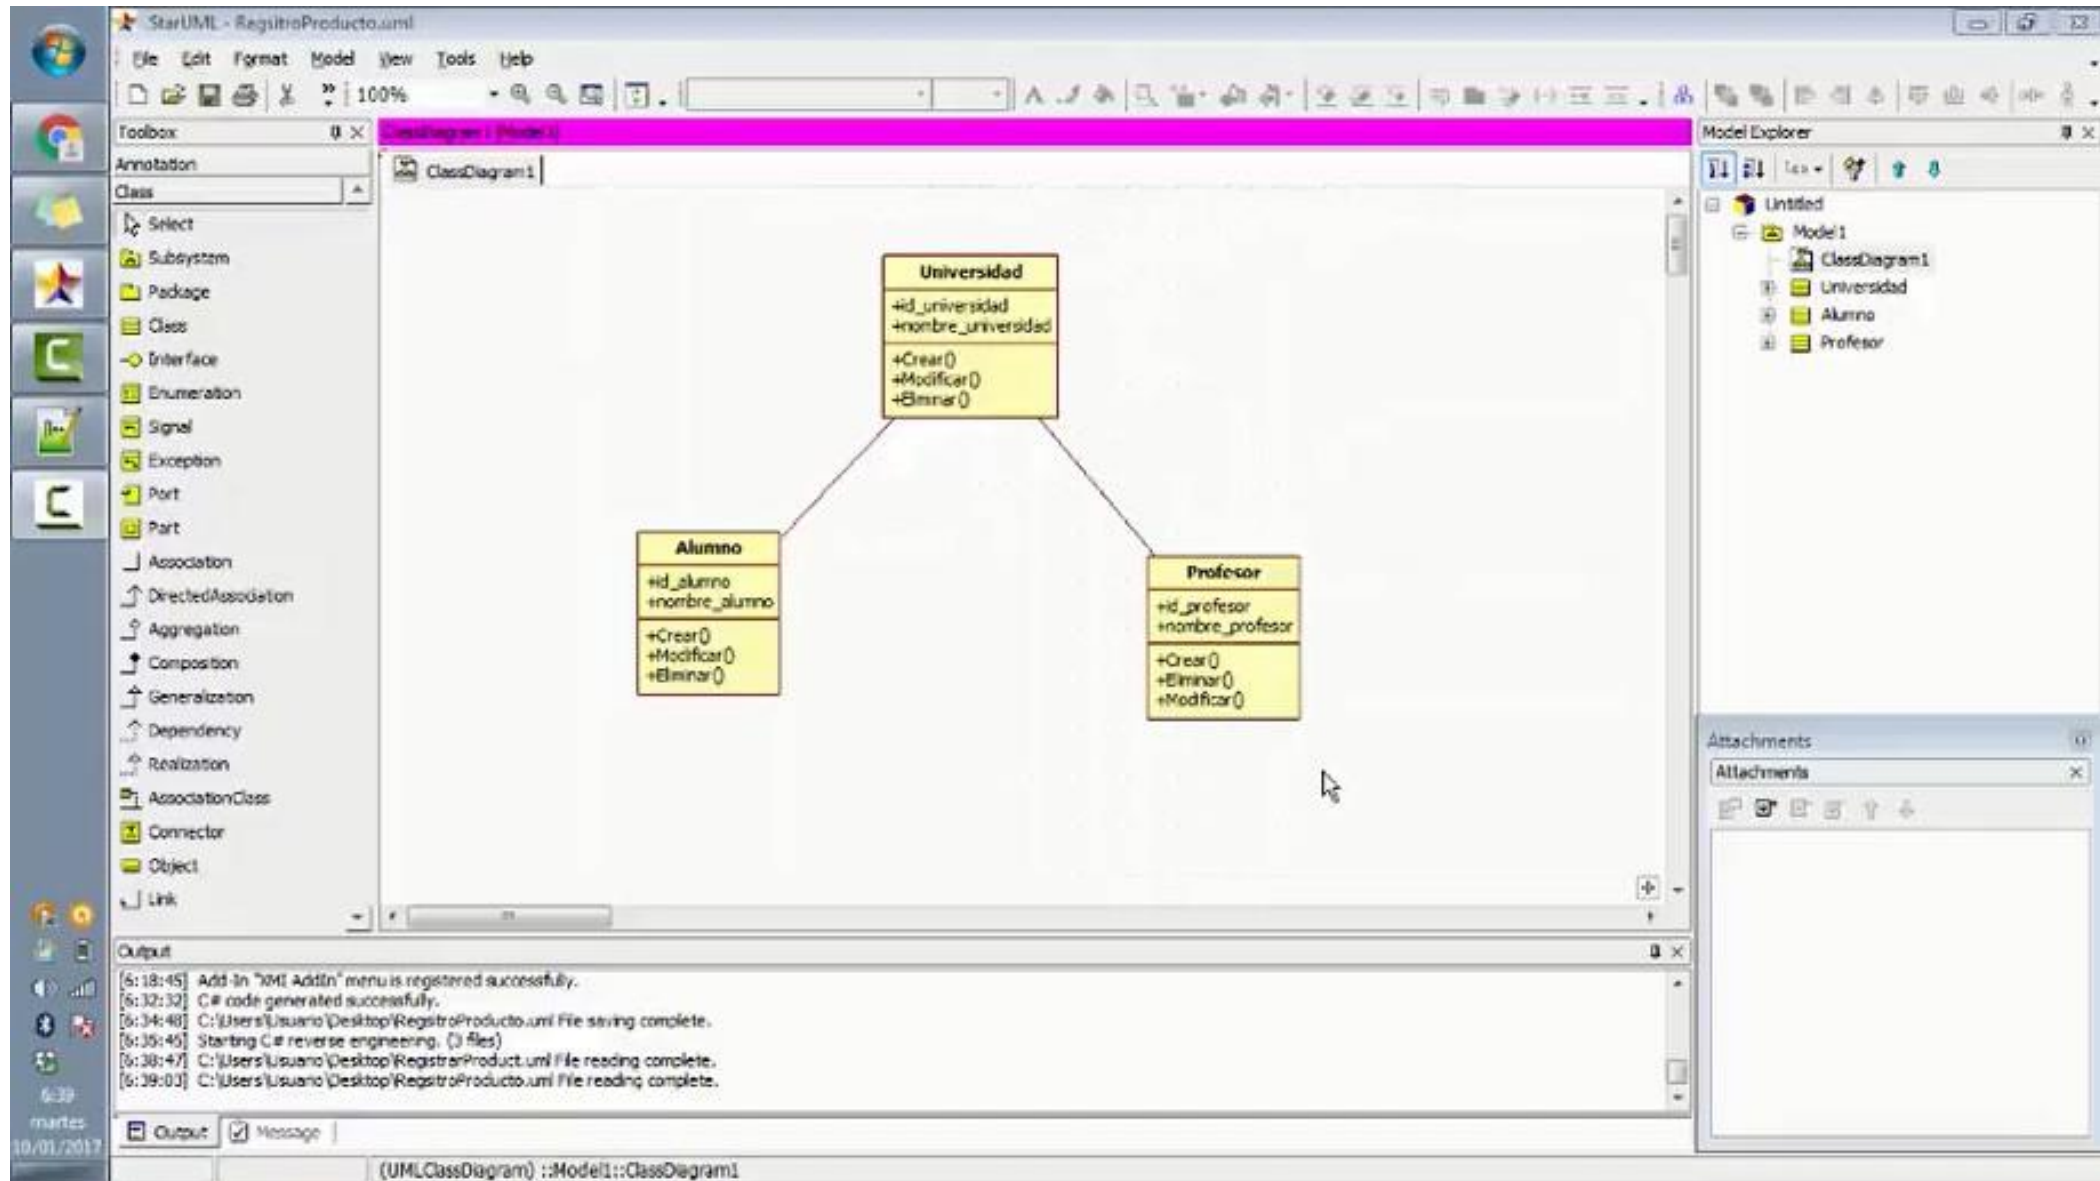 StarUML - RegsitroProducto.uml
File Edit Format Model View Tools Help
100%
Toolbox
Annotation
Class
Select
Subsystem
Package
Class
Interface
Enumeration
Signal
Exception
Port
Part
Association
DirectedAssociation
Aggregation
Composition
Generalization
Dependency
Realization
AssociationClass
Connector
Object
Link
ClassDiagram1 (Model1)
ClassDiagram1
Universidad
+id_universidad
+nombre_universidad
+Crear()
+Modificar()
+Eliminar()
Alumno
+id_alumno
+nombre_alumno
+Crear()
+Modificar()
+Eliminar()
Profesor
+id_profesor
+nombre_profesor
+Crear()
+Eliminar()
+Modificar()
Model Explorer
Untitled
Model1
ClassDiagram1
Universidad
Alumno
Profesor
Attachments
Attachments
Output
[6:18:45] Add-In "XMI AddIn" menu is registered successfully.
[6:32:32] C# code generated successfully.
[6:34:48] C:\Users\Usuario\Desktop\RegsitroProducto.uml File saving complete.
[6:35:45] Starting C# reverse engineering. (3 files)
[6:38:47] C:\Users\Usuario\Desktop\RegistrarProduct.uml File reading complete.
[6:39:03] C:\Users\Usuario\Desktop\RegsitroProducto.uml File reading complete.
Output Message
(UMLClassDiagram) ::Model1::ClassDiagram1
6:39
martes
10/01/2017